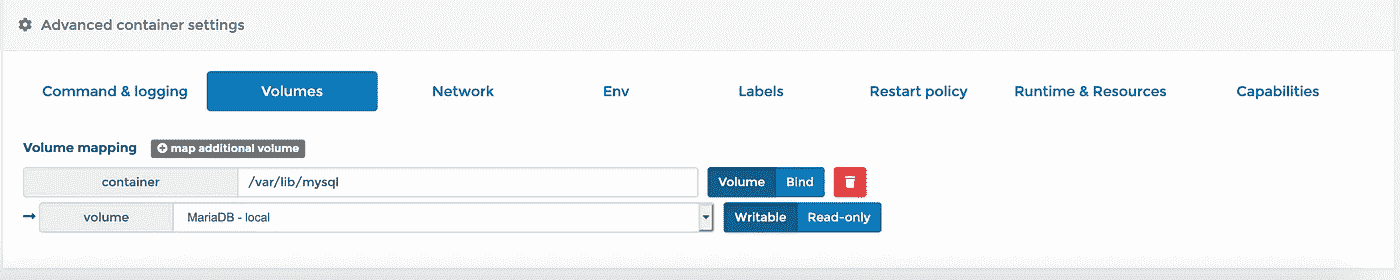 Advanced container settings
Command & logging Volumes Network Env Labels Restart policy Runtime & Resources Capabilities
Volume mapping map additional volume
container /var/lib/mysql Volume Bind
volume MariaDB - local Writable Read-only